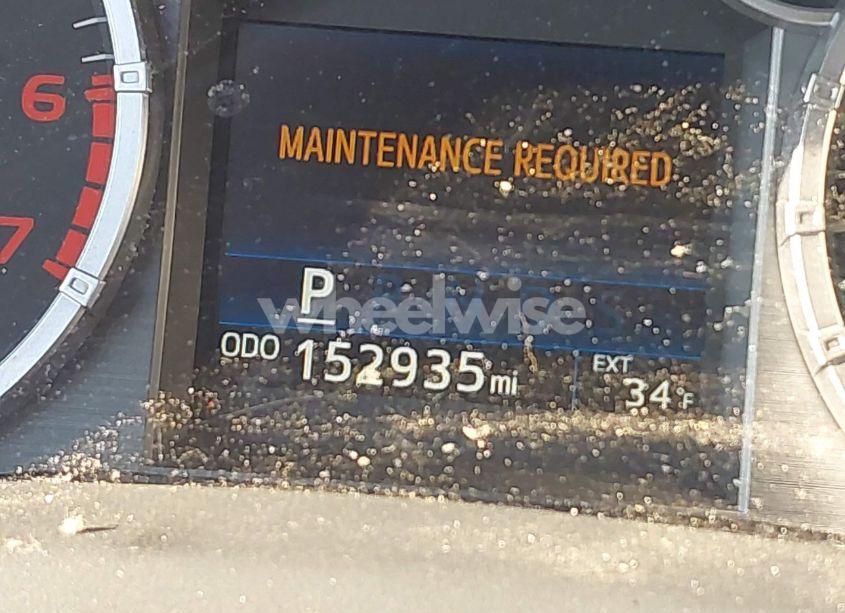 6
7
MAINTENANCE REQUIRED
P
wheelwise
ODO 152935 mi
EXT
34°F